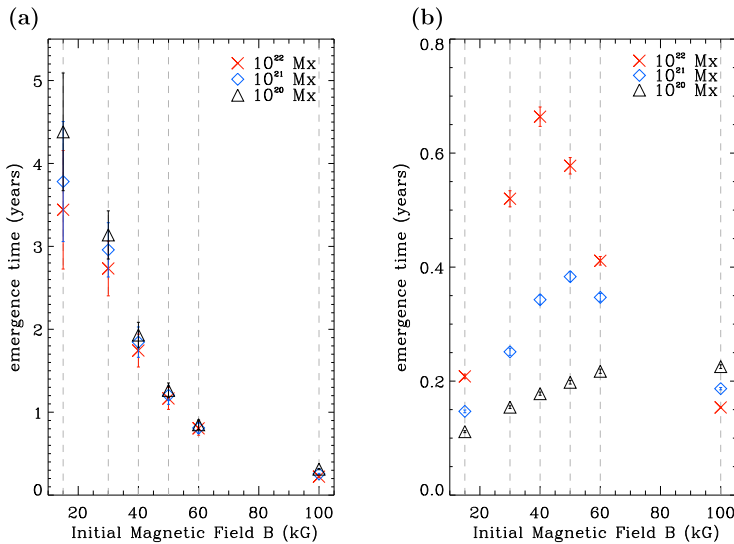 (a)
10²² Mx
10²¹ Mx
10²⁰ Mx
5
4
3
2
1
0
emergence time (years)
20 40 60 80 100
Initial Magnetic Field B (kG)
(b)
10²² Mx
10²¹ Mx
10²⁰ Mx
0.8
0.6
0.4
0.2
0.0
emergence time (years)
20 40 60 80 100
Initial Magnetic Field B (kG)